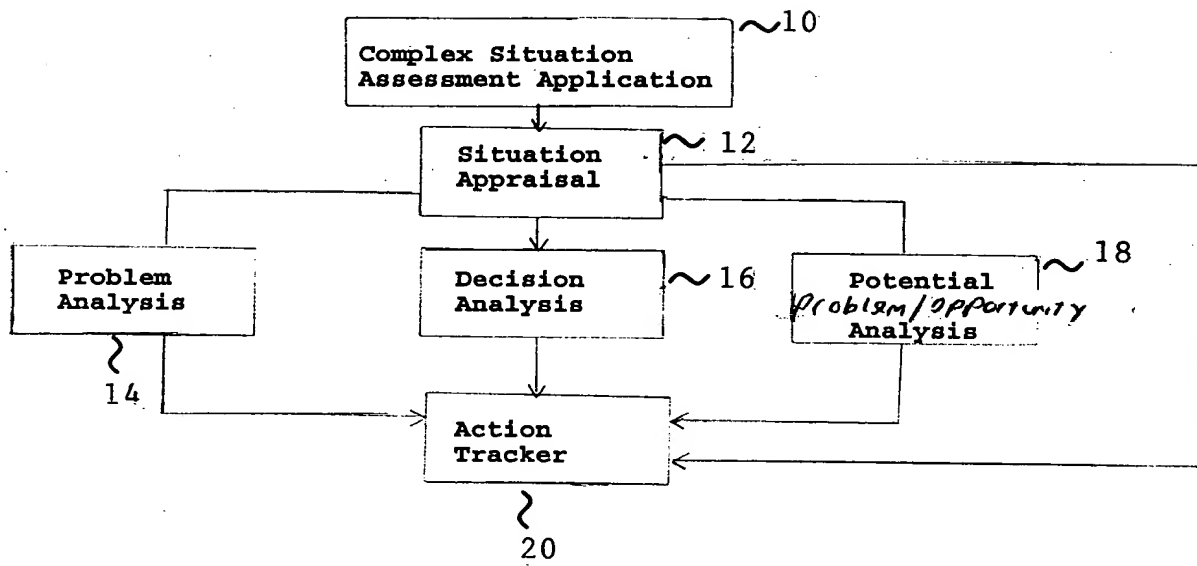 10
Complex Situation
Assessment Application
12
Situation
Appraisal
Problem
Analysis
14
Decision
Analysis
16
18
Potential
Problem/Opportunity
Analysis
Action
Tracker
20